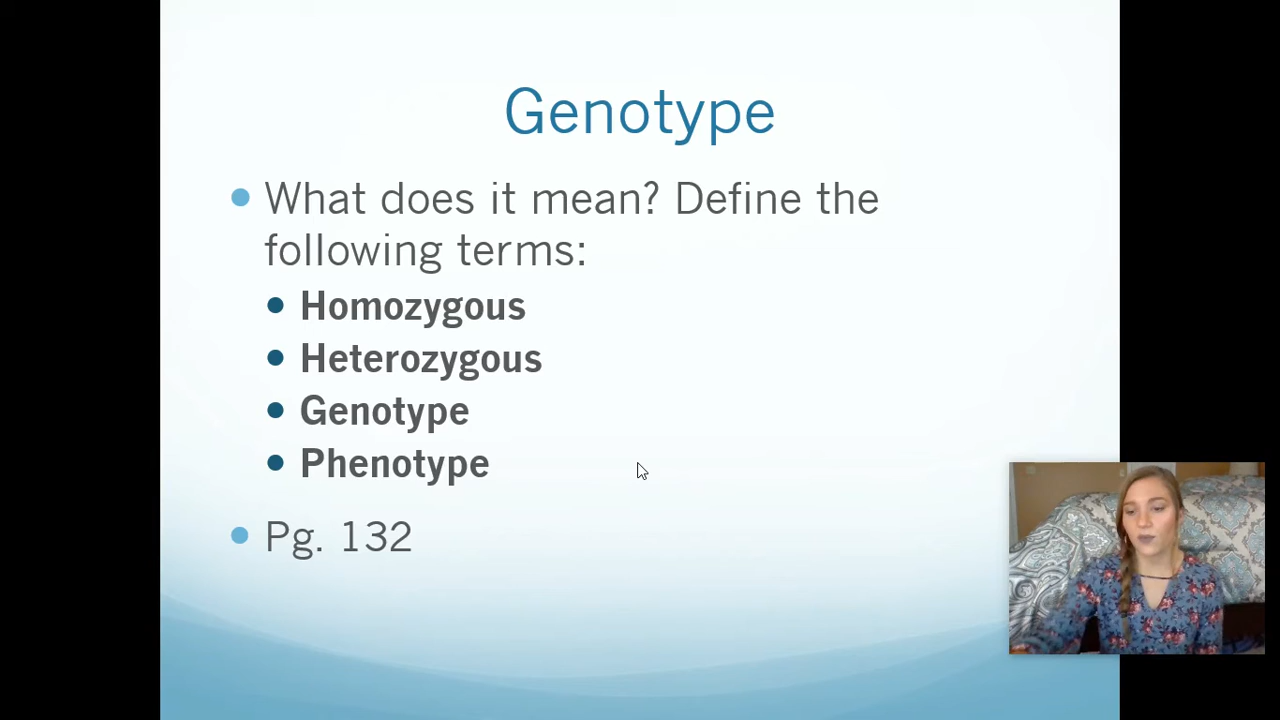 Genotype
What does it mean? Define the
following terms:
Homozygous
Heterozygous
Genotype
Phenotype
Pg. 132